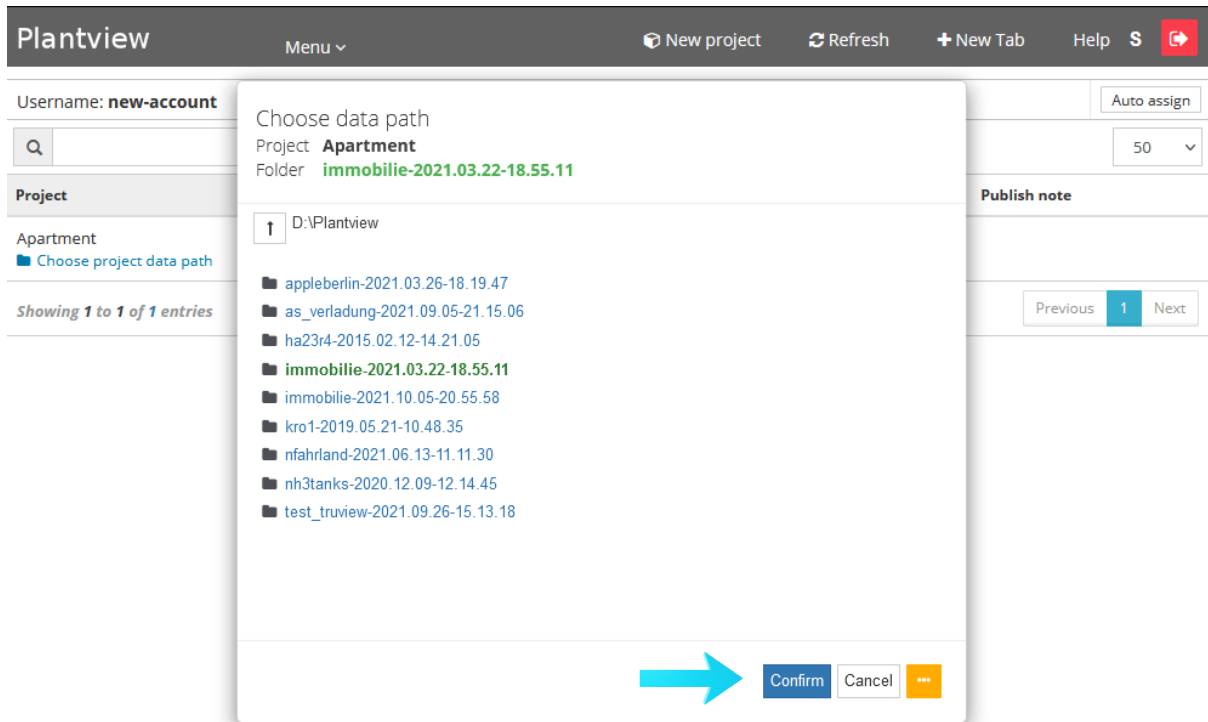 Plantview
Menu
New project
Refresh
New Tab
Help
S
Username: new-account
Auto assign
50
Project
Publish note
Apartment
Choose project data path
Showing 1 to 1 of 1 entries
Previous
1
Next
Choose data path
Project Apartment
Folder immobilie-2021.03.22-18.55.11
D:\Plantview
appleberlin-2021.03.26-18.19.47
as_verladung-2021.09.05-21.15.06
ha23r4-2015.02.12-14.21.05
immobilie-2021.03.22-18.55.11
immobilie-2021.10.05-20.55.58
kro1-2019.05.21-10.48.35
nfahrland-2021.06.13-11.11.30
nh3tanks-2020.12.09-12.14.45
test_truview-2021.09.26-15.13.18
Confirm
Cancel